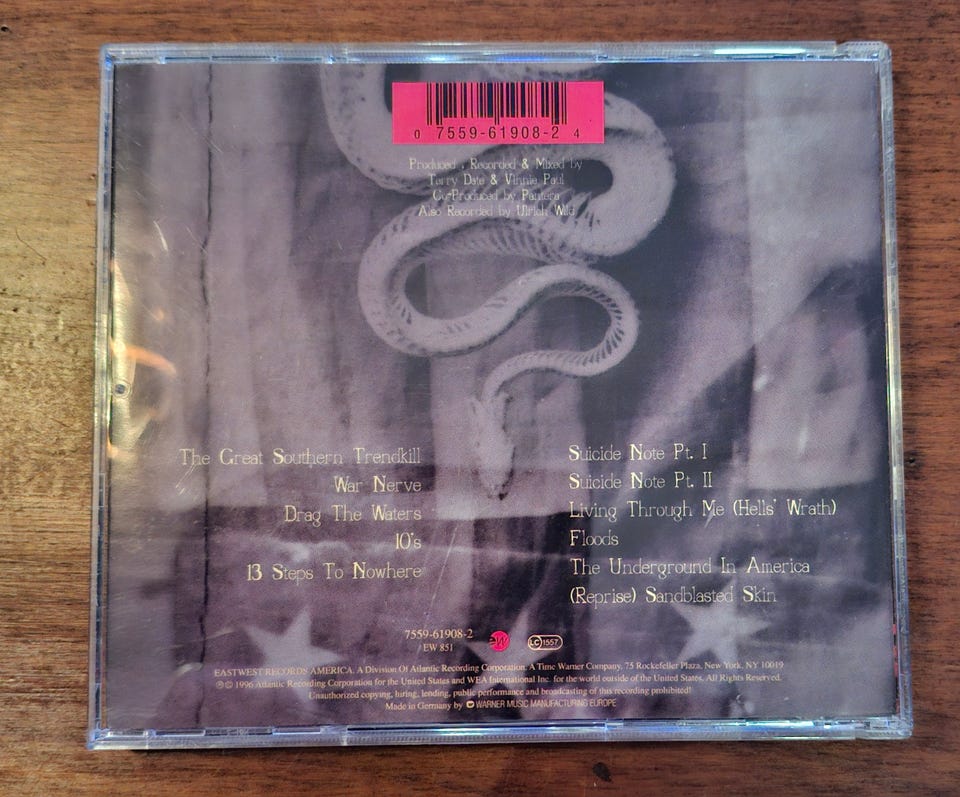 0 7559-61908-2 4
Produced , Recorded & Mixed by
Terry Date & Vinnie Paul
Co-Produced by Pantera
Also Recorded by Ulrich Wild
The Great Southern Trendkill
War Nerve
Drag The Waters
10's
13 Steps To Nowhere
Suicide Note Pt. I
Suicide Note Pt. II
Living Through Me (Hells' Wrath)
Floods
The Underground In America
(Reprise) Sandblasted Skin
7559-61908-2
/ EW 851
ew
LC 1557
EASTWEST RECORDS AMERICA. A Division Of Atlantic Recording Corporation. A Time Warner Company, 75 Rockefeller Plaza, New York, NY 10019
℗© 1996 Atlantic Recording Corporation for the United States and WEA International Inc. for the world outside of the United States. All Rights Reserved.
Unauthorized copying, hiring, lending, public performance and broadcasting of this recording prohibited!
Made in Germany by WARNER MUSIC MANUFACTURING EUROPE